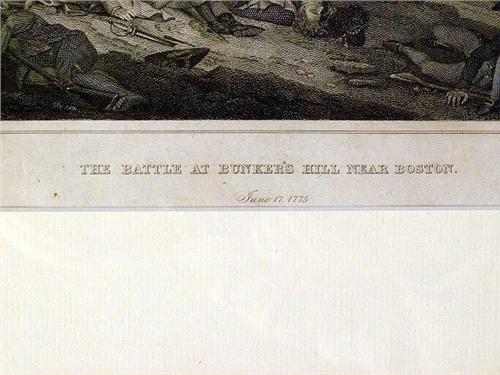 THE BATTLE AT BUNKER'S HILL NEAR BOSTON.
June 17, 1775